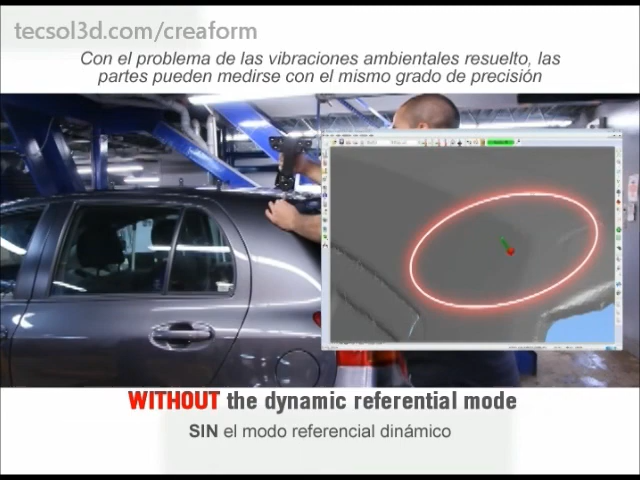 tecsol3d.com/creaform
Con el problema de las vibraciones ambientales resuelto, las
partes pueden medirse con el mismo grado de precisión
WITHOUT the dynamic referential mode
SIN el modo referencial dinámico